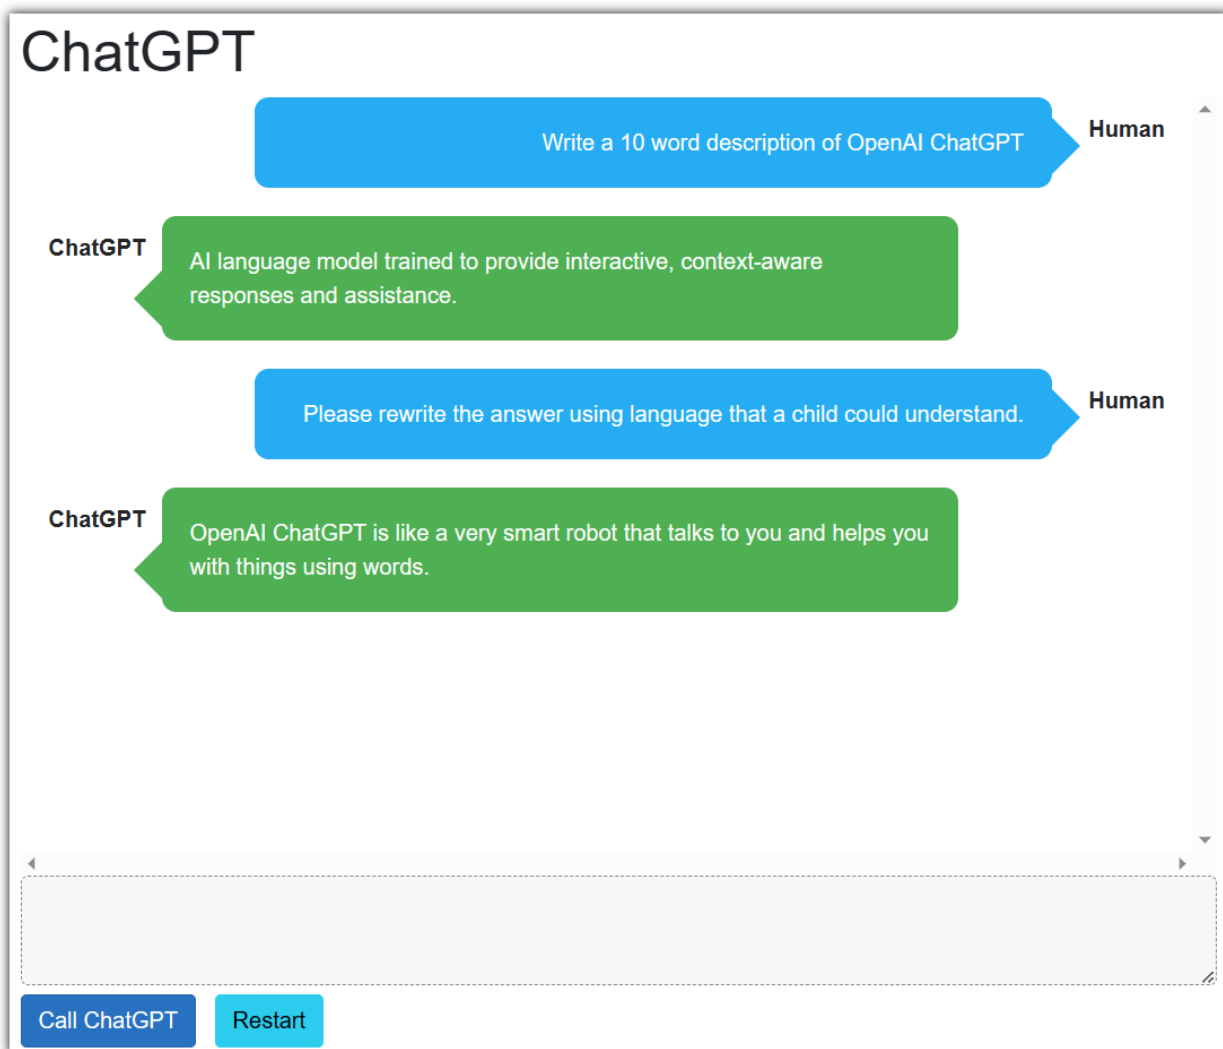 ChatGPT
Write a 10 word description of OpenAI ChatGPT
Human
ChatGPT
AI language model trained to provide interactive, context-aware
responses and assistance.
Please rewrite the answer using language that a child could understand.
Human
ChatGPT
OpenAI ChatGPT is like a very smart robot that talks to you and helps you
with things using words.
Call ChatGPT
Restart